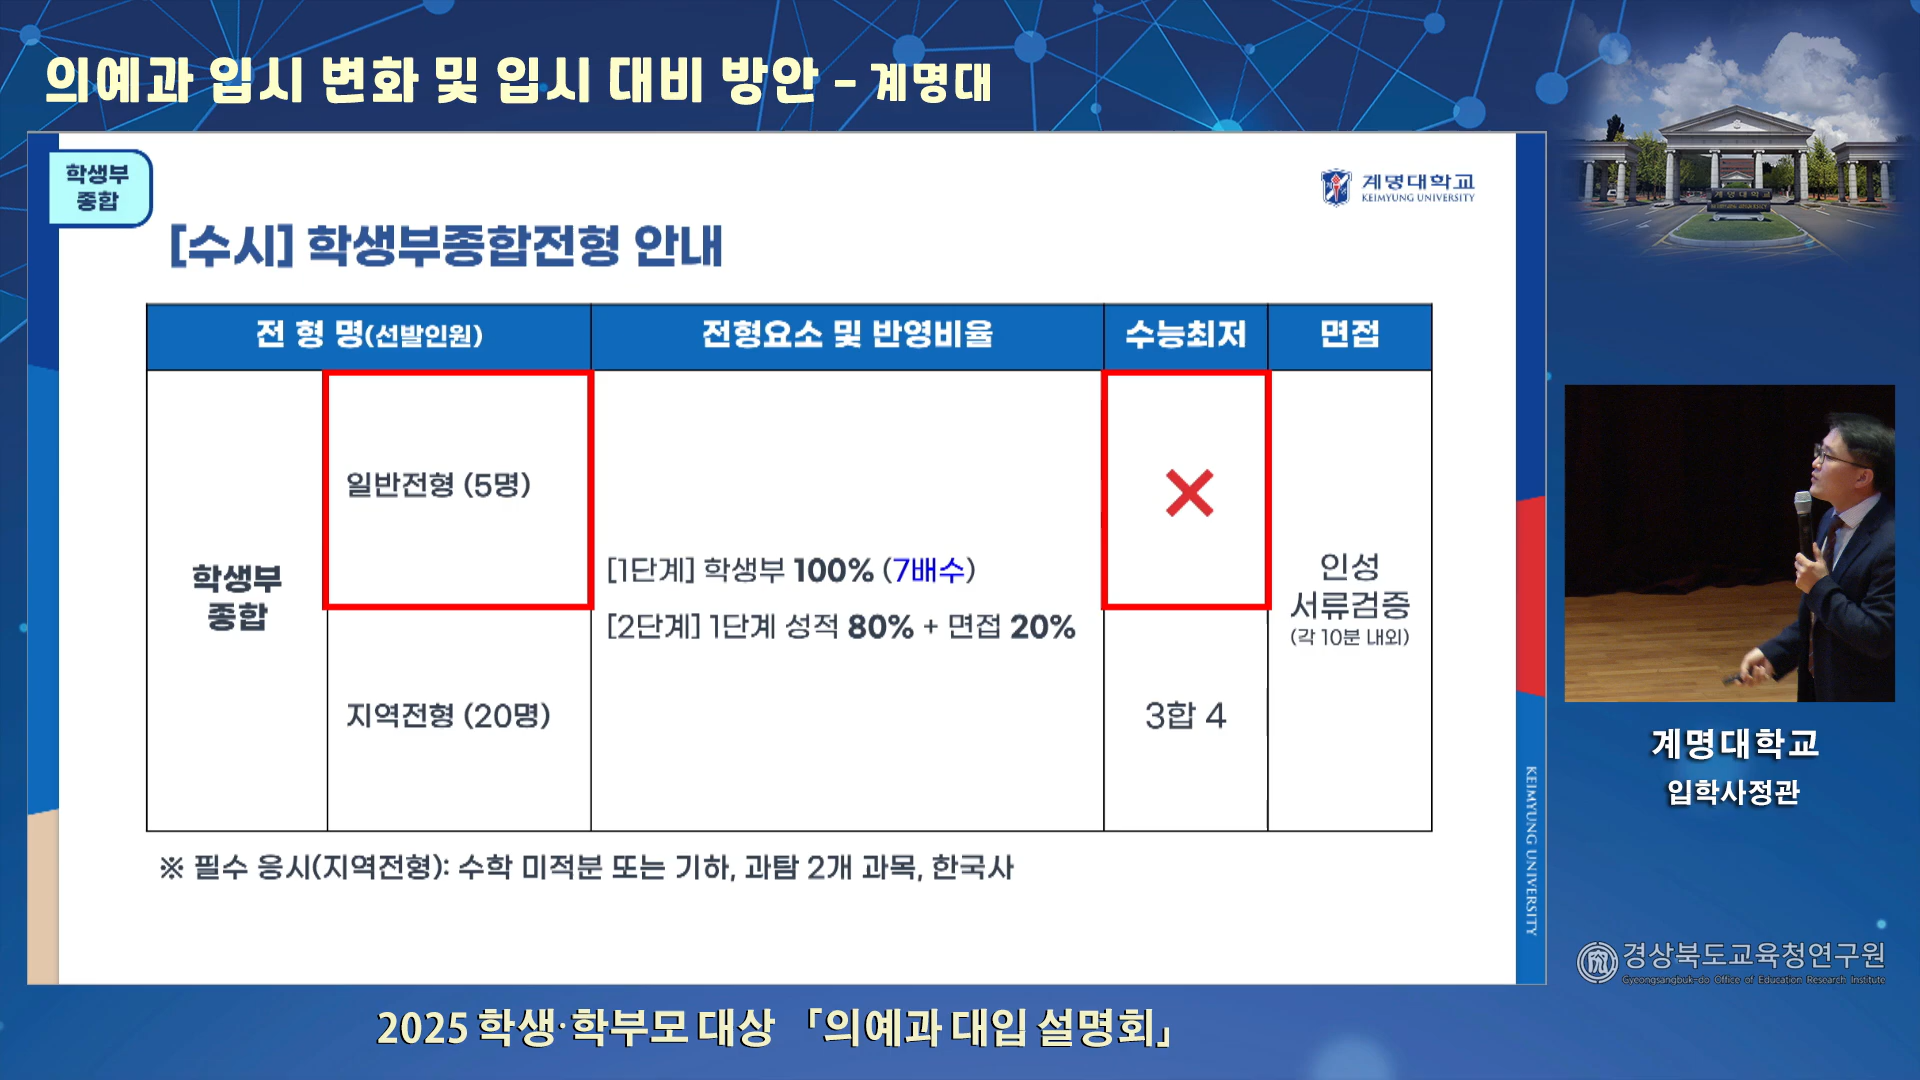 의예과 입시 변화 및 입시 대비 방안 - 계명대
학생부
종합
계명대학교
KEIMYUNG UNIVERSITY
[수시] 학생부종합전형 안내
전 형 명(선발인원)
전형요소 및 반영비율
수능최저
면접
학생부
종합
일반전형 (5명)
[1단계] 학생부 100% (7배수)
[2단계] 1단계 성적 80% + 면접 20%
인성
서류검증
(각 10분 내외)
지역전형 (20명)
3합 4
※ 필수 응시(지역전형): 수학 미적분 또는 기하, 과탐 2개 과목, 한국사
KEIMYUNG UNIVERSITY
계명대학교
입학사정관
경상북도교육청연구원
Gyeongsangbuk-do Office of Education Research Institute
2025 학생·학부모 대상 「의예과 대입 설명회」